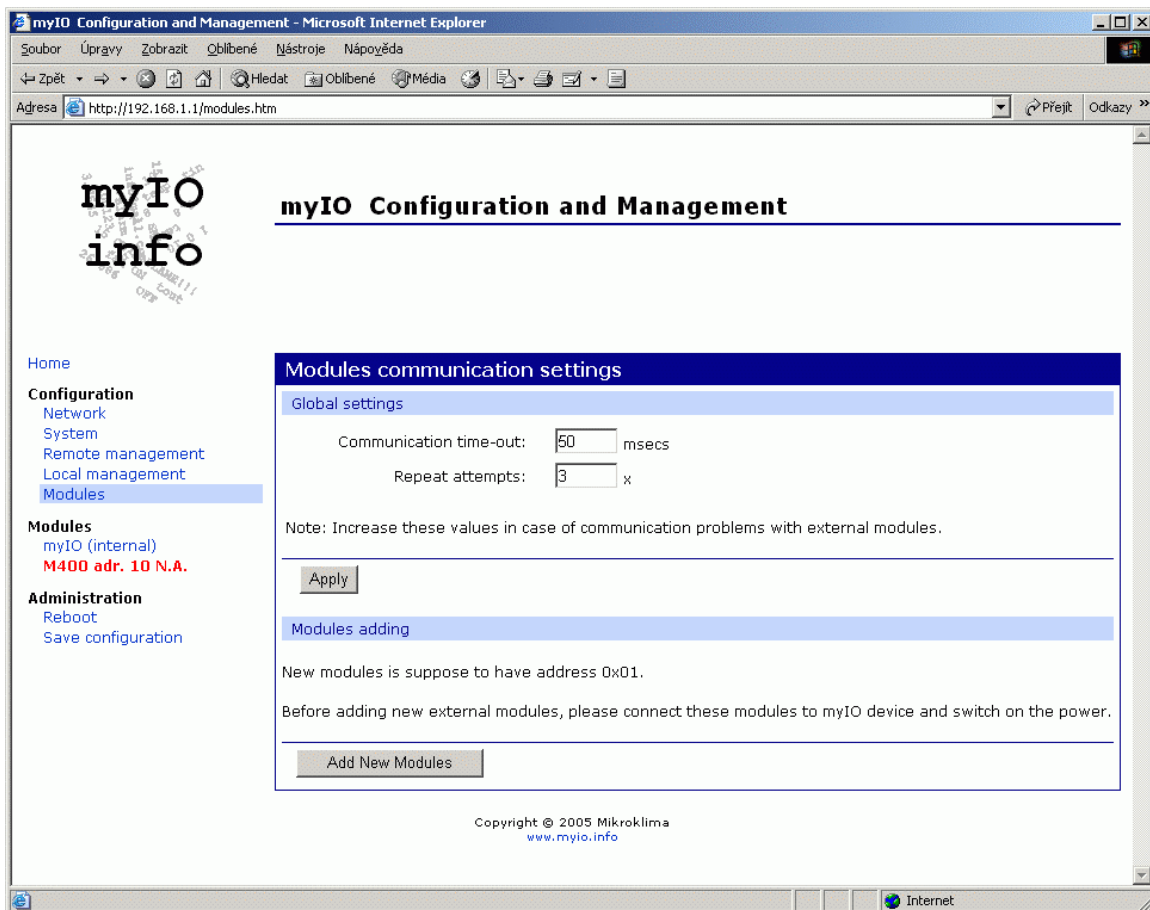 myIO Configuration and Management - Microsoft Internet Explorer
Soubor Úpravy Zobrazit Oblíbené Nástroje Nápověda
Zpět Hledat Oblíbené Média
Adresa http://192.168.1.1/modules.htm Přejít Odkazy »
myIO
info
myIO Configuration and Management
Home
Configuration
Network
System
Remote management
Local management
Modules
Modules
myIO (internal)
M400 adr. 10 N.A.
Administration
Reboot
Save configuration
Modules communication settings
Global settings
Communication time-out: 50 msecs
Repeat attempts: 3 x
Note: Increase these values in case of communication problems with external modules.
Apply
Modules adding
New modules is suppose to have address 0x01.
Before adding new external modules, please connect these modules to myIO device and switch on the power.
Add New Modules
Copyright © 2005 Mikroklima
www.myio.info
Internet